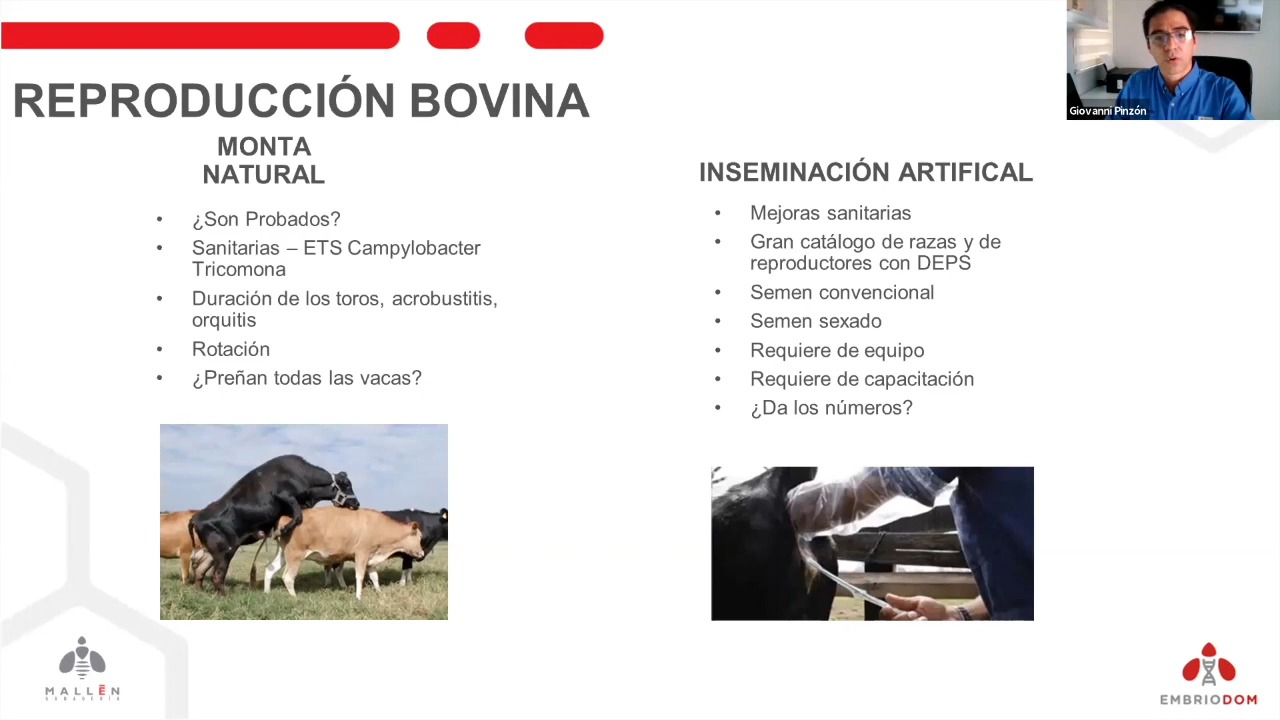 REPRODUCCIÓN BOVINA
MONTA
NATURAL
• ¿Son Probados?
• Sanitarias – ETS Campylobacter
Tricomona
• Duración de los toros, acrobustitis,
orquitis
• Rotación
• ¿Preñan todas las vacas?
INSEMINACIÓN ARTIFICAL
• Mejoras sanitarias
• Gran catálogo de razas y de
reproductores con DEPS
• Semen convencional
• Semen sexado
• Requiere de equipo
• Requiere de capacitación
• ¿Da los números?
Giovanni Pinzón
MALLÉN
GANADERÍA
EMBRIODOM